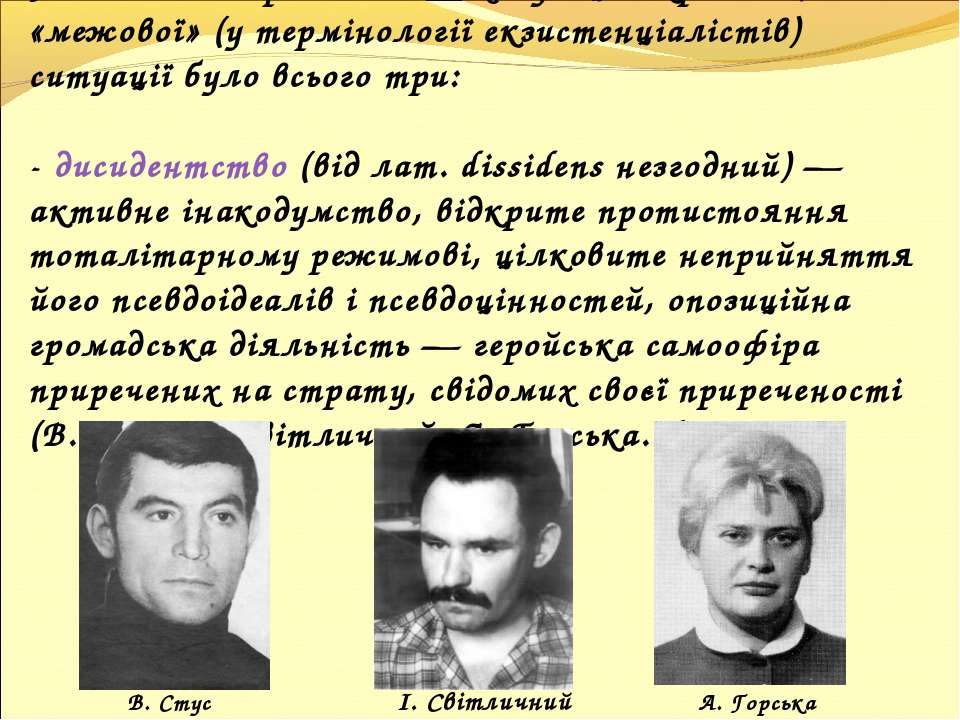 «межової» (у термінології екзистенціалістів)
ситуації було всього три:
- дисидентство (від лат. dissidens незгодний) —
активне інакодумство, відкрите протистояння
тоталітарному режимові, цілковите неприйняття
його псевдоідеалів і псевдоцінностей, опозиційна
громадська діяльність — геройська самоофіра
приречених на страту, свідомих своєї приреченості
(В.
В. Стус
І. Світличний
А. Горська